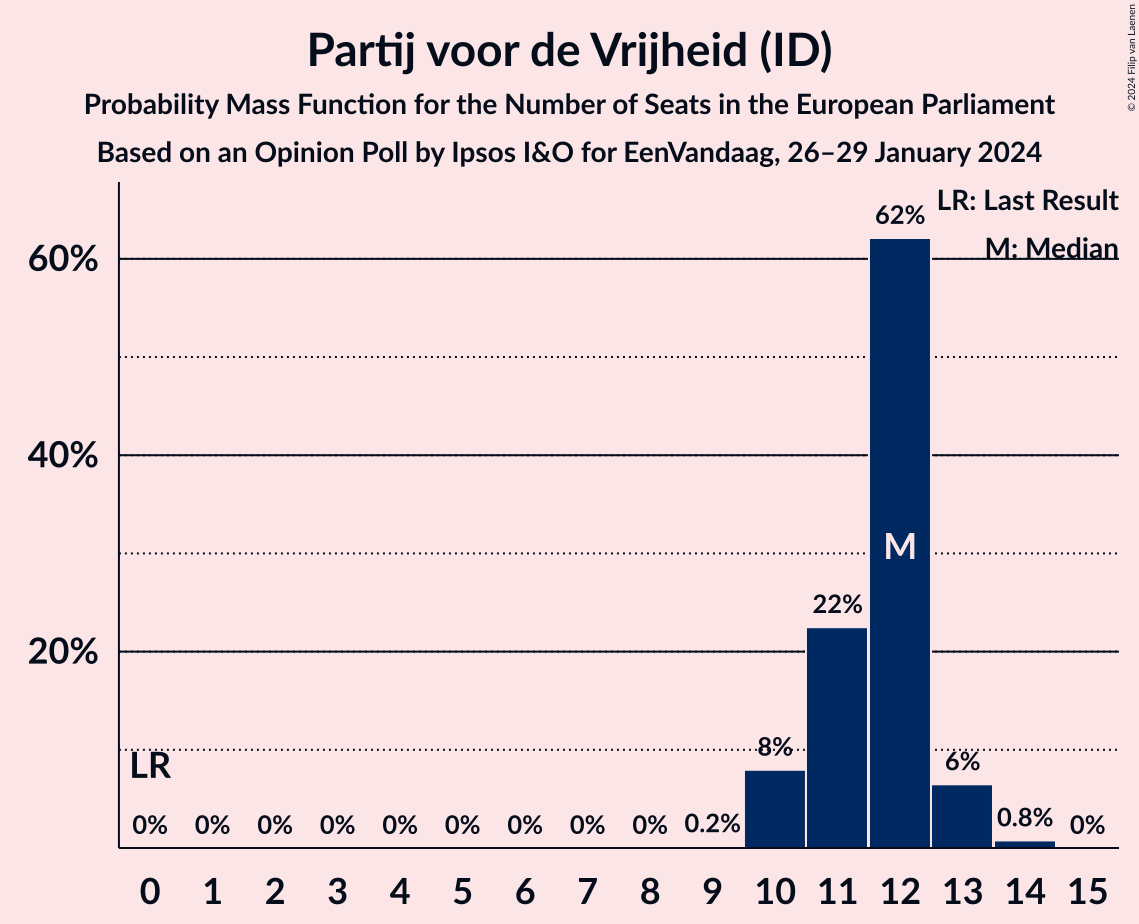 Partij voor de Vrijheid (ID)
Probability Mass Function for the Number of Seats in the European Parliament
Based on an Opinion Poll by Ipsos I&O for EenVandaag, 26–29 January 2024
© 2024 Filip van Laenen
LR: Last Result
M: Median
60%
40%
20%
LR
M
0% 0% 0% 0% 0% 0% 0% 0% 0% 0.2% 8% 22% 62% 6% 0.8% 0%
0 1 2 3 4 5 6 7 8 9 10 11 12 13 14 15